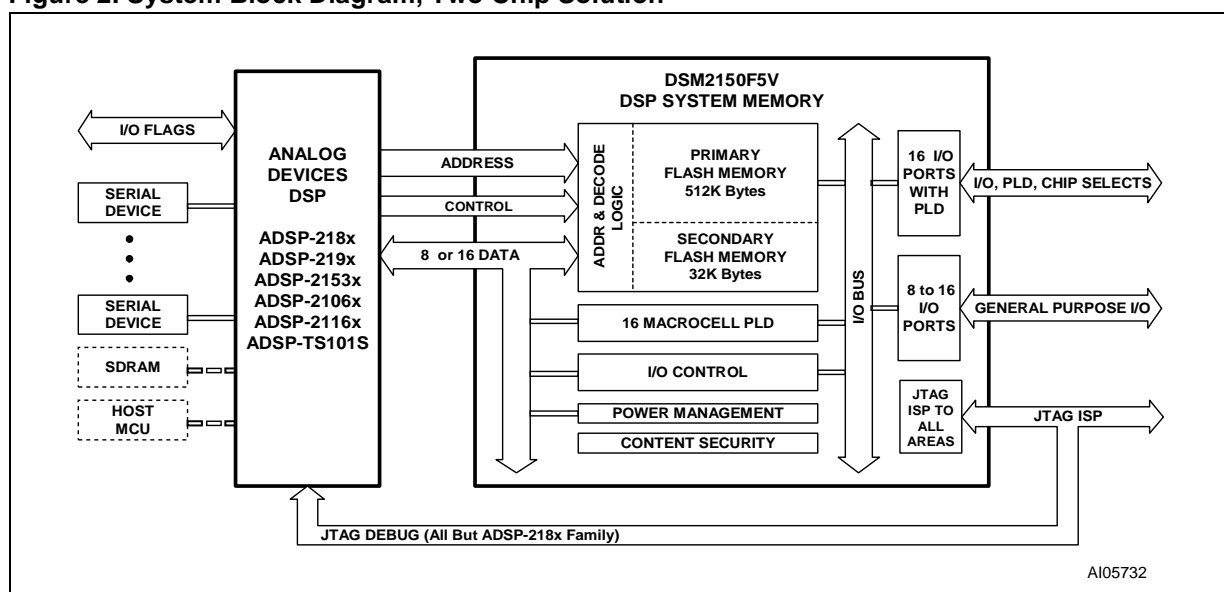 Figure 2. System Block Diagram, Two-Chip Solution
DSM2150F5V
DSP SYSTEM MEMORY
I/O FLAGS
SERIAL
DEVICE
SERIAL
DEVICE
SDRAM
HOST
MCU
ANALOG
DEVICES
DSP
ADSP-218x
ADSP-219x
ADSP-2153x
ADSP-2106x
ADSP-2116x
ADSP-TS101S
ADDRESS
CONTROL
8 or 16 DATA
ADDR & DECODE
LOGIC
PRIMARY
FLASH MEMORY
512K Bytes
SECONDARY
FLASH MEMORY
32K Bytes
16 MACROCELL PLD
I/O CONTROL
POWER MANAGEMENT
CONTENT SECURITY
I/O BUS
16 I/O
PORTS
WITH
PLD
8 to 16
I/O
PORTS
JTAG
ISP TO
ALL
AREAS
I/O, PLD, CHIP SELECTS
GENERAL PURPOSE I/O
JTAG ISP
JTAG DEBUG (All But ADSP-218x Family)
AI05732